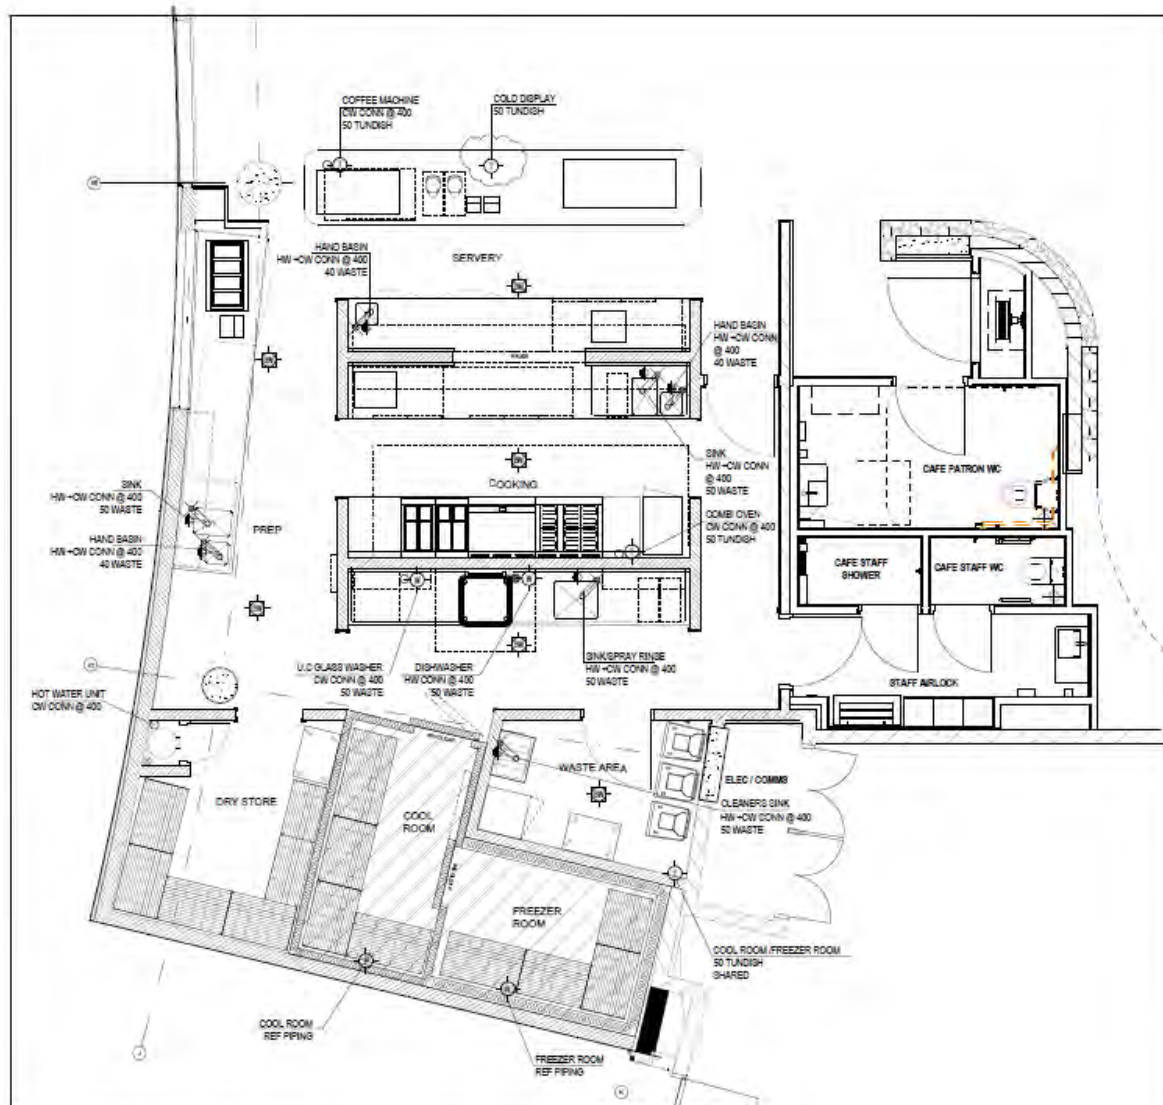 COFFEE MACHINE
CW CONN @ 400
50 TUNDISH
COLD DISPLAY
50 TUNDISH
HAND BASIN
HW +CW CONN @ 400
40 WASTE
SERVERY
HAND BASIN
HW +CW CONN
@ 400
40 WASTE
SINK
HW +CW CONN
@ 400
50 WASTE
CAFE PATRON WC
SINK
HW +CW CONN @ 400
50 WASTE
COOKING
COMBI OVEN
CW CONN @ 400
50 TUNDISH
PREP
HAND BASIN
HW +CW CONN @ 400
40 WASTE
CAFE STAFF
SHOWER
CAFE STAFF WC
U.C GLASS WASHER
CW CONN @ 400
50 WASTE
DISHWASHER
HW CONN @ 400
50 WASTE
SINK/SPRAY RINSE
HW +CW CONN @ 400
50 WASTE
STAFF AIRLOCK
HOT WATER UNIT
CW CONN @ 400
WASTE AREA
ELEC / COMMS
DRY STORE
COOL
ROOM
CLEANERS SINK
HW +CW CONN @ 400
50 WASTE
FREEZER
ROOM
COOL ROOM /FREEZER ROOM
50 TUNDISH
SHARED
COOL ROOM
REF PIPING
FREEZER ROOM
REF PIPING